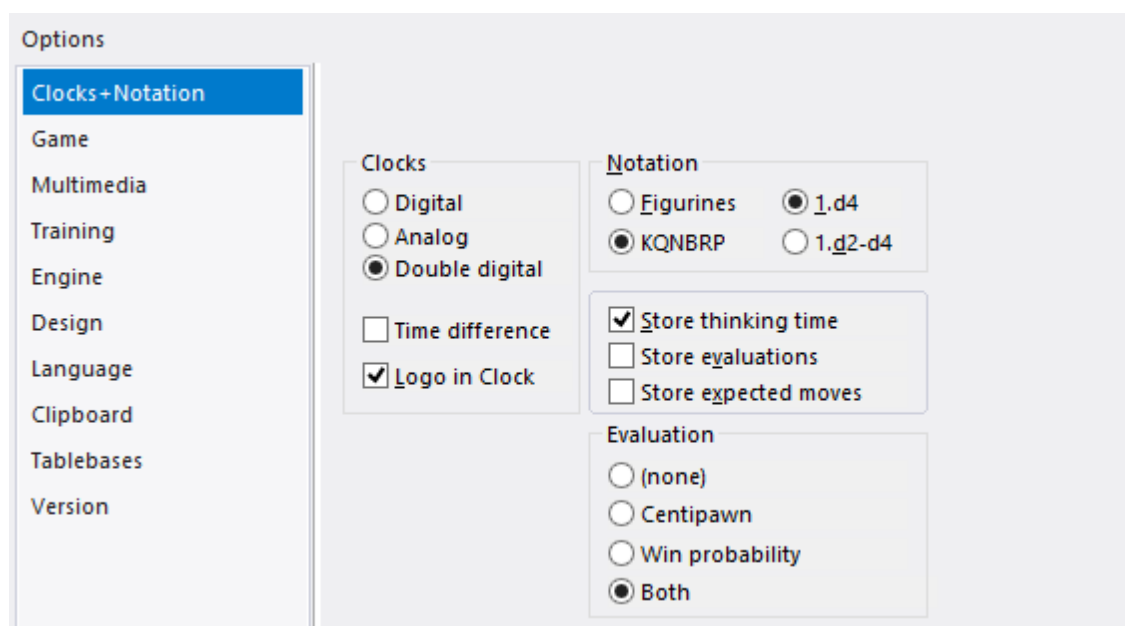 Options
Clocks+Notation
Game
Multimedia
Training
Engine
Design
Language
Clipboard
Tablebases
Version
Clocks
Digital
Analog
Double digital
Time difference
Logo in Clock
Notation
Figurines
1.d4
KQNBRP
1.d2-d4
Store thinking time
Store evaluations
Store expected moves
Evaluation
(none)
Centipawn
Win probability
Both